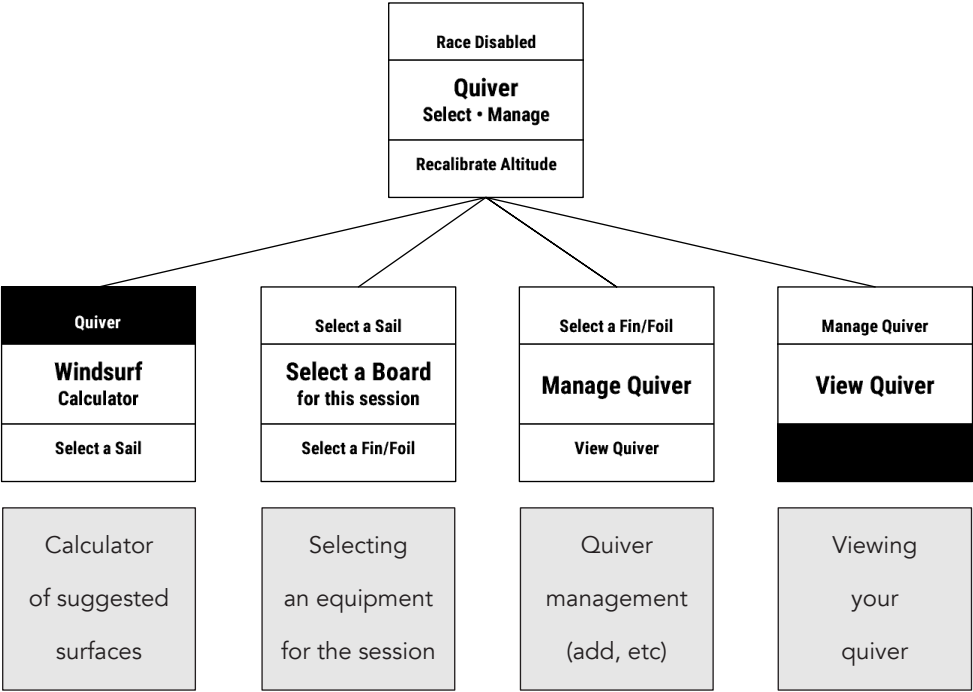 Race Disabled
Quiver
Select • Manage
Recalibrate Altitude
Quiver
Windsurf
Calculator
Select a Sail
Select a Sail
Select a Board
for this session
Select a Fin/Foil
Select a Fin/Foil
Manage Quiver
View Quiver
Manage Quiver
View Quiver
Calculator
of suggested
surfaces
Selecting
an equipment
for the session
Quiver
management
(add, etc)
Viewing
your
quiver